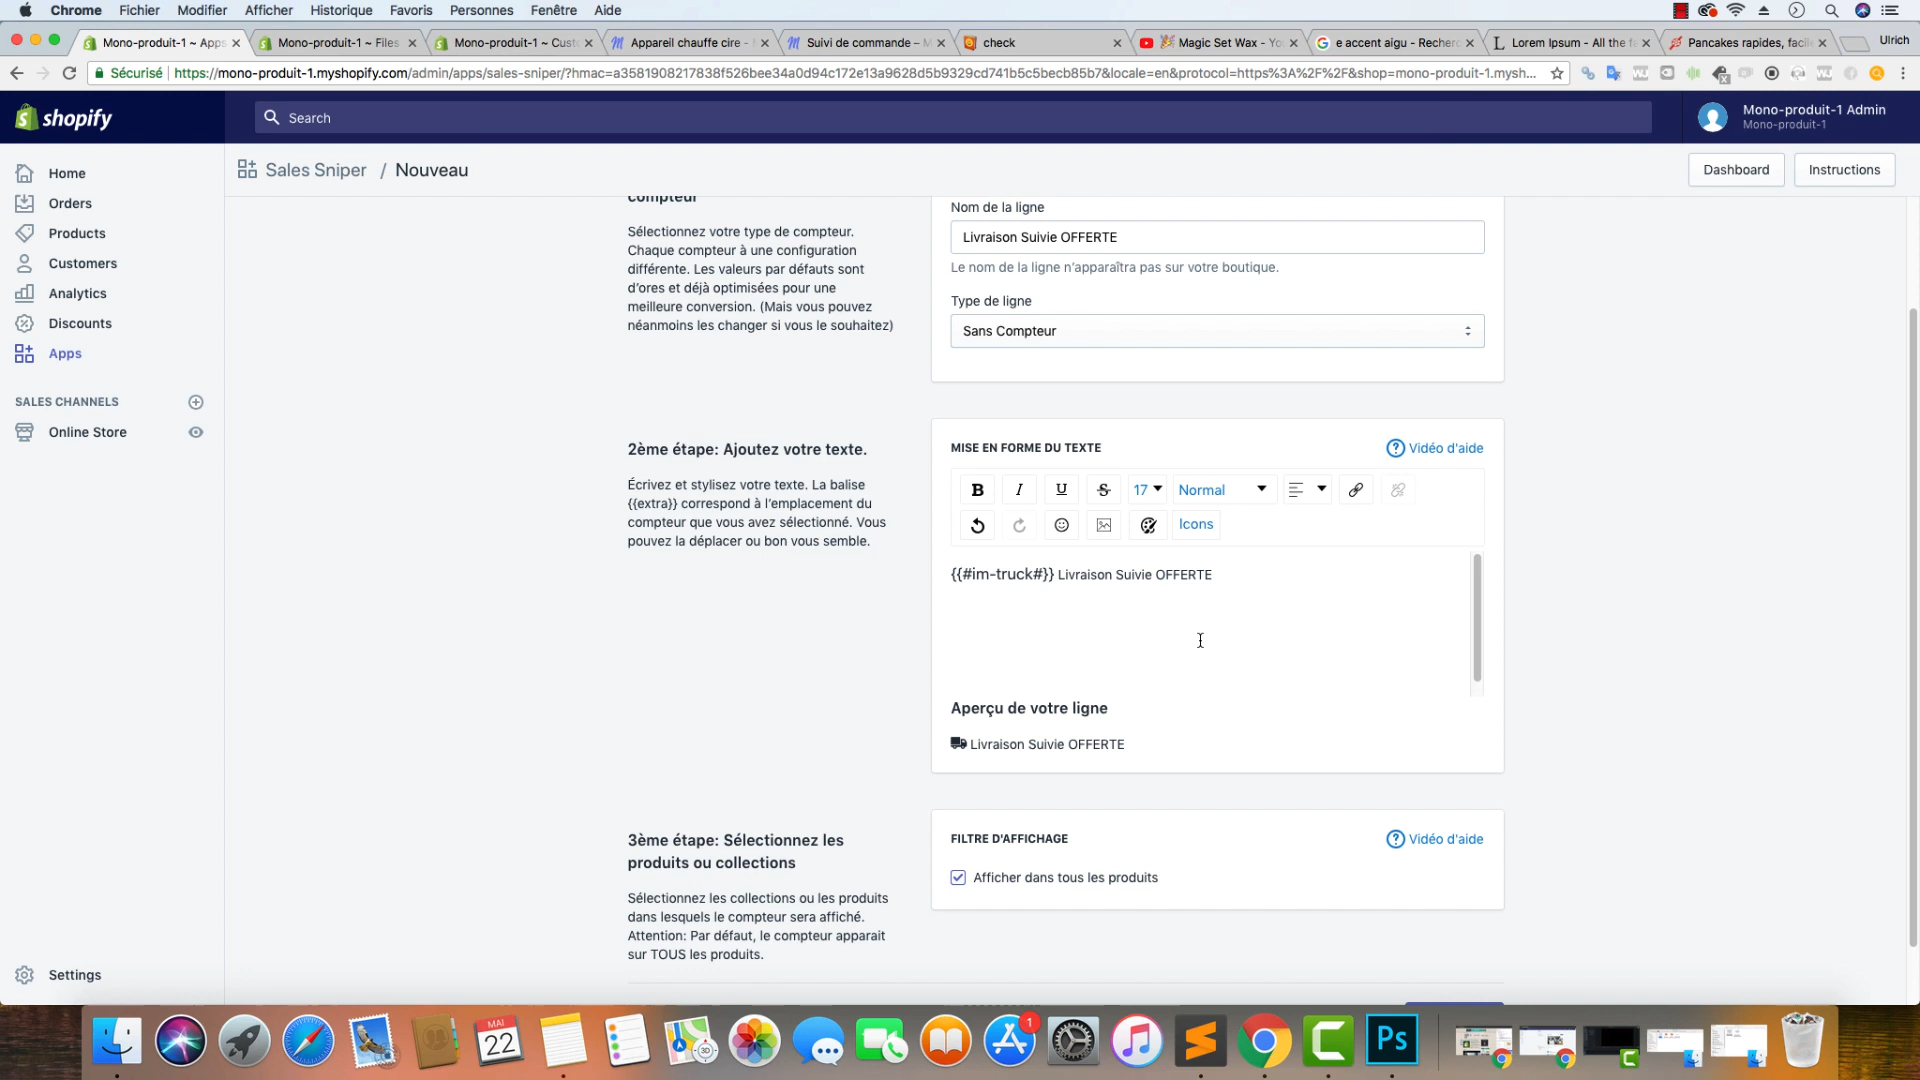 Chrome Fichier Modifier Afficher Historique Favoris Personnes Fenêtre Aide
Mono-produit-1 ~ Apps
Mono-produit-1 ~ Files
Mono-produit-1 ~ Cust
Appareil chauffe cire -
Suivi de commande – M
check
Magic Set Wax - Yo
e accent aigu - Recher
Lorem Ipsum - All the f
Pancakes rapides, facil
Ulrich
Sécurisé https://mono-produit-1.myshopify.com/admin/apps/sales-sniper/?hmac=a3581908217838f526bee34a0d94c172e13a9628d5b9329cd741b5c5becb85b7&locale=en&protocol=https%3A%2F%2F&shop=mono-produit-1.mysh...
shopify
Search
Mono-produit-1 Admin
Mono-produit-1
Home
Orders
Products
Customers
Analytics
Discounts
Apps
SALES CHANNELS
Online Store
Settings
Sales Sniper / Nouveau
Dashboard
Instructions
compteur
Sélectionnez votre type de compteur.
Chaque compteur à une configuration
différente. Les valeurs par défauts sont
d'ores et déjà optimisées pour une
meilleure conversion. (Mais vous pouvez
néanmoins les changer si vous le souhaitez)
Nom de la ligne
Livraison Suivie OFFERTE
Le nom de la ligne n'apparaîtra pas sur votre boutique.
Type de ligne
Sans Compteur
2ème étape: Ajoutez votre texte.
Écrivez et stylisez votre texte. La balise
{{extra}} correspond à l'emplacement du
compteur que vous avez sélectionné. Vous
pouvez la déplacer ou bon vous semble.
MISE EN FORME DU TEXTE
Vidéo d'aide
B I U S 17 Normal
Icons
{{#im-truck#}} Livraison Suivie OFFERTE
Aperçu de votre ligne
Livraison Suivie OFFERTE
3ème étape: Sélectionnez les
produits ou collections
Sélectionnez les collections ou les produits
dans lesquels le compteur sera affiché.
Attention: Par défaut, le compteur apparait
sur TOUS les produits.
FILTRE D'AFFICHAGE
Vidéo d'aide
Afficher dans tous les produits
MAI
22
3D
1
C
Ps